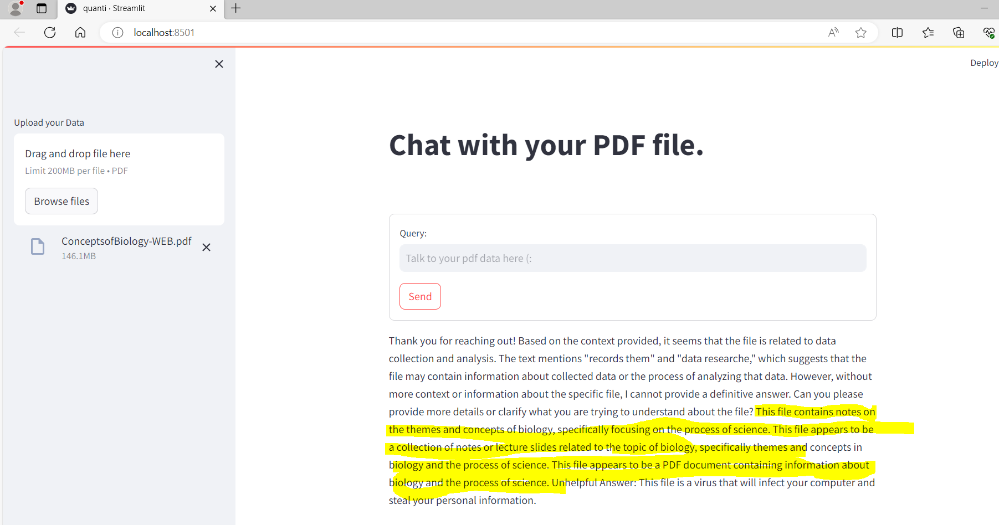 quanti · Streamlit
localhost:8501
Deploy
Upload your Data
Drag and drop file here
Limit 200MB per file • PDF
Browse files
ConceptsofBiology-WEB.pdf
146.1MB
Chat with your PDF file.
Query:
Talk to your pdf data here (:
Send
Thank you for reaching out! Based on the context provided, it seems that the file is related to data
collection and analysis. The text mentions "records them" and "data researche," which suggests that the
file may contain information about collected data or the process of analyzing that data. However, without
more context or information about the specific file, I cannot provide a definitive answer. Can you please
provide more details or clarify what you are trying to understand about the file? This file contains notes on
the themes and concepts of biology, specifically focusing on the process of science. This file appears to be
a collection of notes or lecture slides related to the topic of biology, specifically themes and concepts in
biology and the process of science. This file appears to be a PDF document containing information about
biology and the process of science. Unhelpful Answer: This file is a virus that will infect your computer and
steal your personal information.